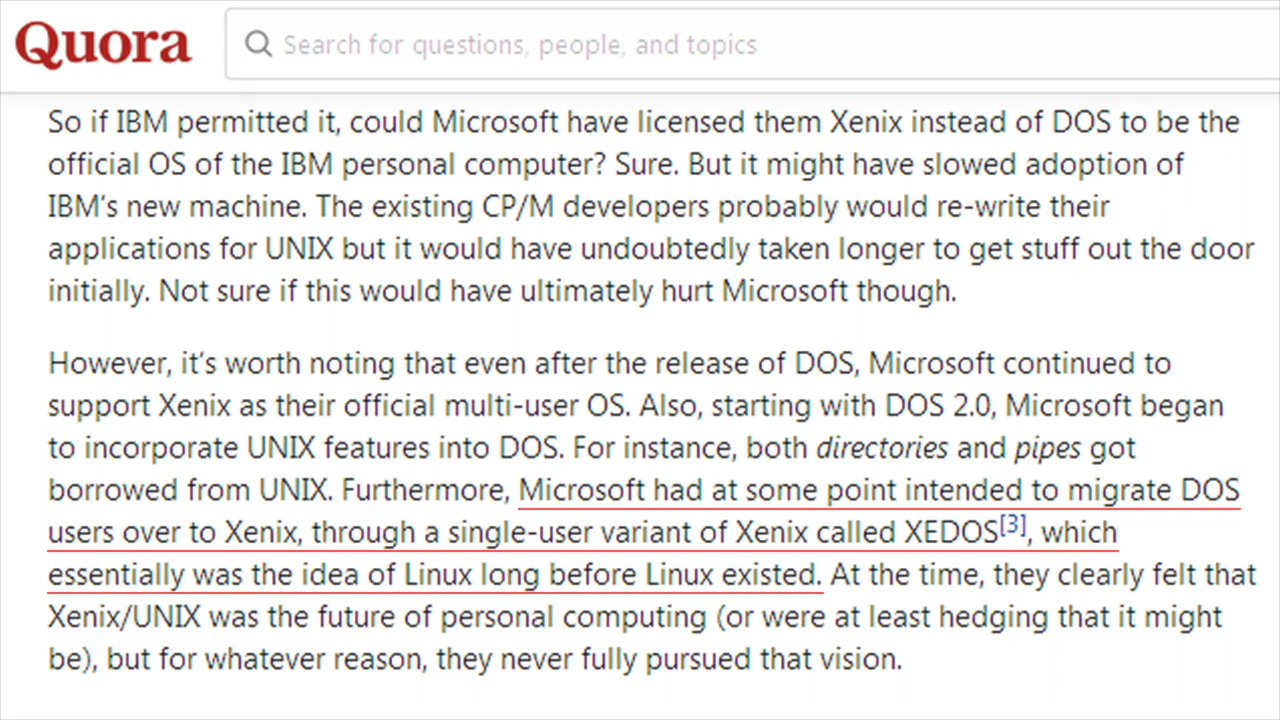 Quora
Search for questions, people, and topics
So if IBM permitted it, could Microsoft have licensed them Xenix instead of DOS to be the
official OS of the IBM personal computer? Sure. But it might have slowed adoption of
IBM's new machine. The existing CP/M developers probably would re-write their
applications for UNIX but it would have undoubtedly taken longer to get stuff out the door
initially. Not sure if this would have ultimately hurt Microsoft though.
However, it's worth noting that even after the release of DOS, Microsoft continued to
support Xenix as their official multi-user OS. Also, starting with DOS 2.0, Microsoft began
to incorporate UNIX features into DOS. For instance, both directories and pipes got
borrowed from UNIX. Furthermore, Microsoft had at some point intended to migrate DOS
users over to Xenix, through a single-user variant of Xenix called XEDOS[3], which
essentially was the idea of Linux long before Linux existed. At the time, they clearly felt that
Xenix/UNIX was the future of personal computing (or were at least hedging that it might
be), but for whatever reason, they never fully pursued that vision.